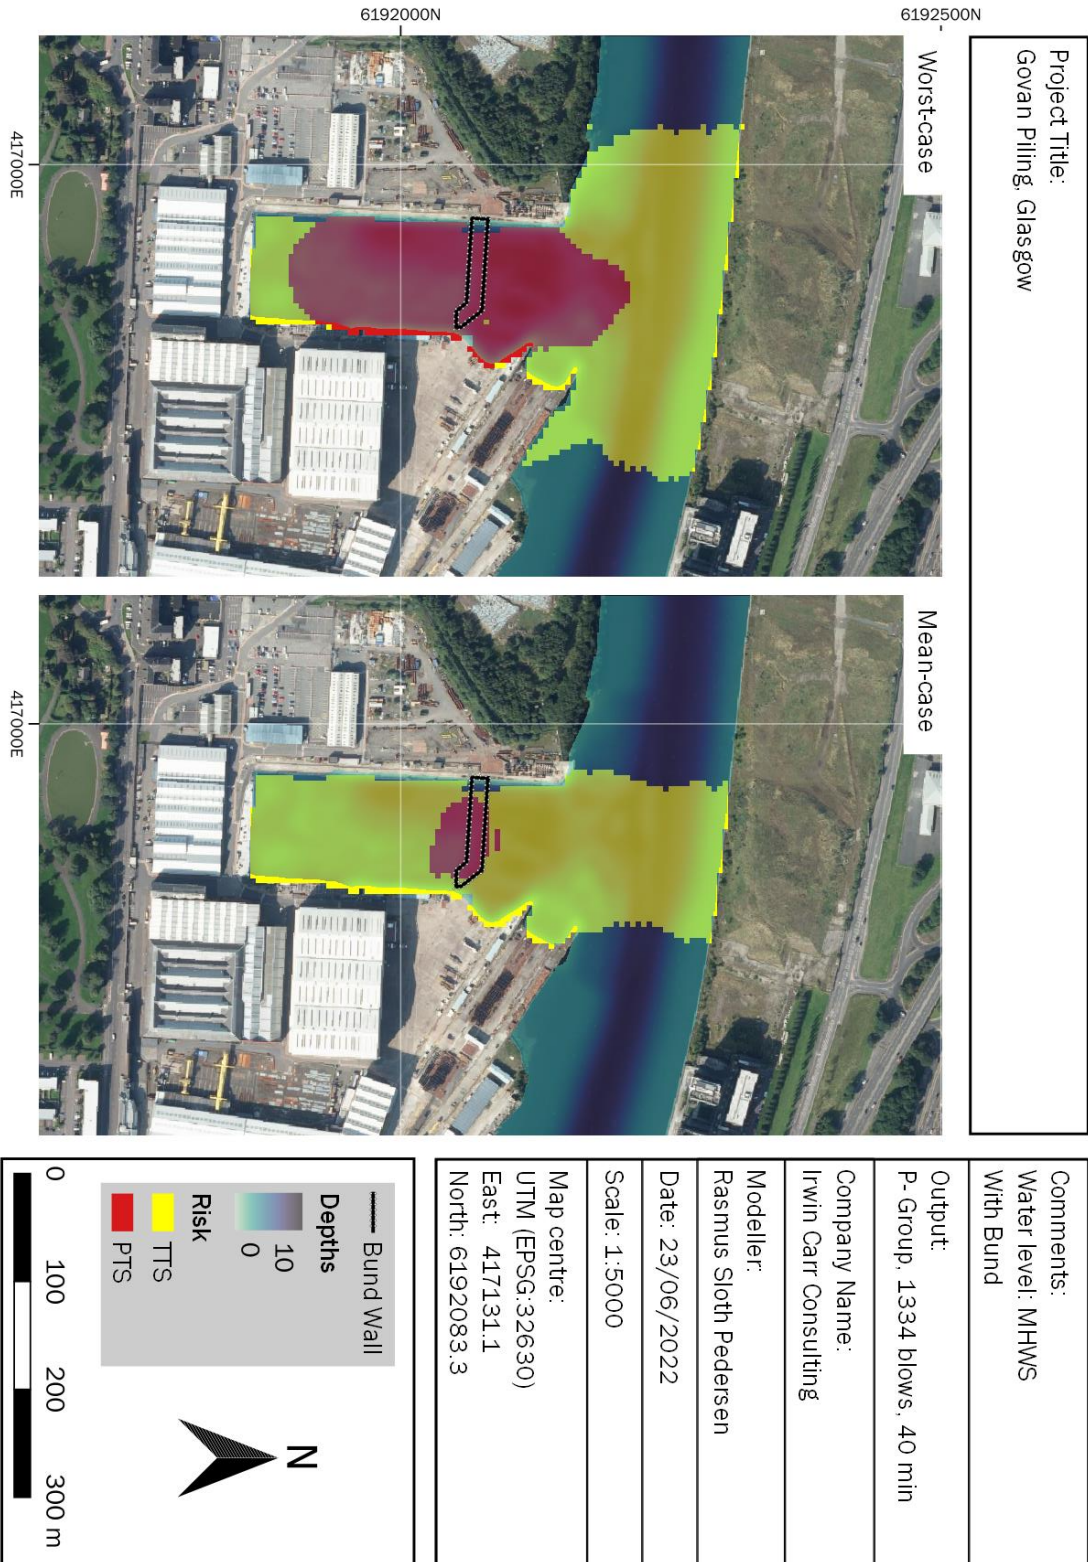 Project Title:
Govan Piling, Glasgow
Comments:
Water level: MHWS
With Bund
Output:
P-Group, 1334 blows, 40 min
Company Name:
Irwin Carr Consulting
Modeller:
Rasmus Sloth Pedersen
Date: 23/06/2022
Scale: 1:5000
Map centre:
UTM (EPSG:32630)
East: 417131.1
North: 6192083.3
Worst-case
Mean-case
6192500N
6192000N
417000E
417000E
Bund Wall
Depths
10
0
Risk
TTS
PTS
N
0 100 200 300 m